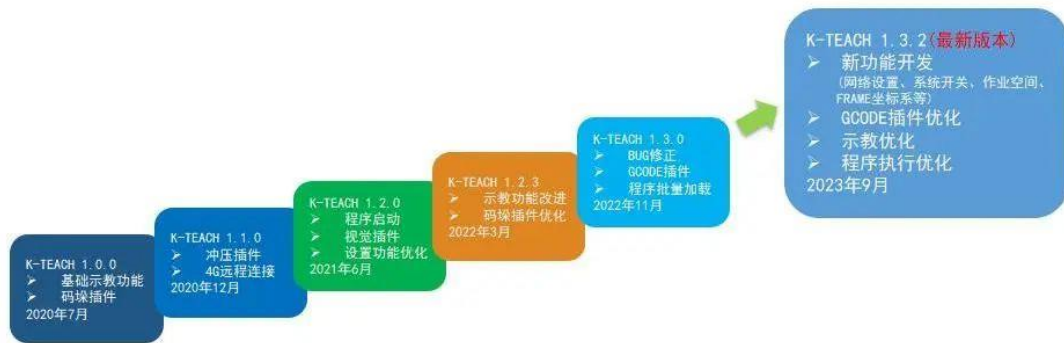 K-TEACH 1.0.0
➢ 基础示教功能
➢ 码垛插件
2020年7月
K-TEACH 1.1.0
➢ 冲压插件
➢ 4G远程连接
2020年12月
K-TEACH 1.2.0
➢ 程序启动
➢ 视觉插件
➢ 设置功能优化
2021年6月
K-TEACH 1.2.3
➢ 示教功能改进
➢ 码垛插件优化
2022年3月
K-TEACH 1.3.0
➢ BUG修正
➢ GCODE插件
➢ 程序批量加载
2022年11月
K-TEACH 1.3.2(最新版本)
➢ 新功能开发
(网络设置、系统开关、作业空间、
FRAME坐标系等)
➢ GCODE插件优化
➢ 示教优化
➢ 程序执行优化
2023年9月